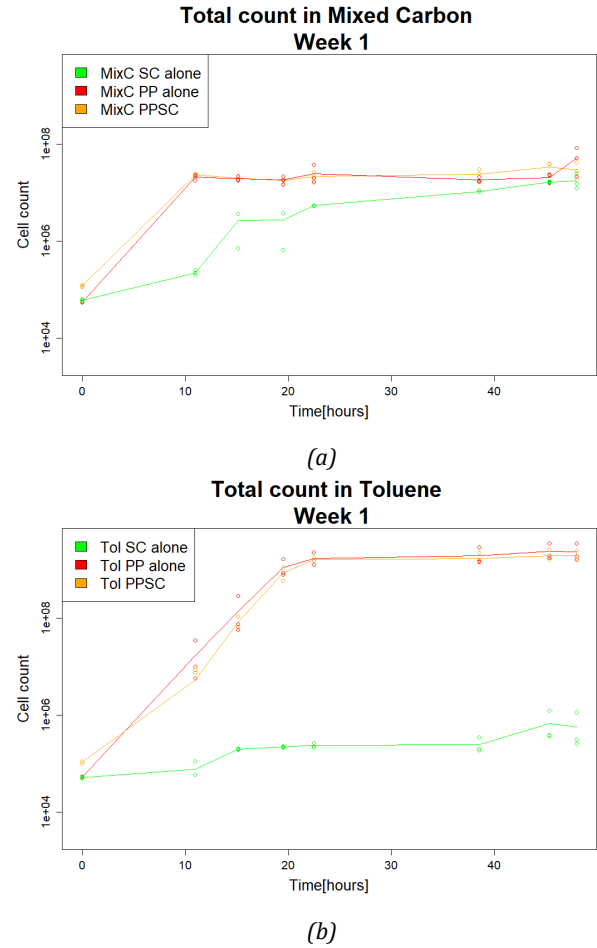 Total count in Mixed Carbon
Week 1
MixC SC alone
MixC PP alone
MixC PPSC
Cell count
1e+08
1e+06
1e+04
0 10 20 30 40
Time[hours]
(a)
Total count in Toluene
Week 1
Tol SC alone
Tol PP alone
Tol PPSC
Cell count
1e+08
1e+06
1e+04
0 10 20 30 40
Time[hours]
(b)